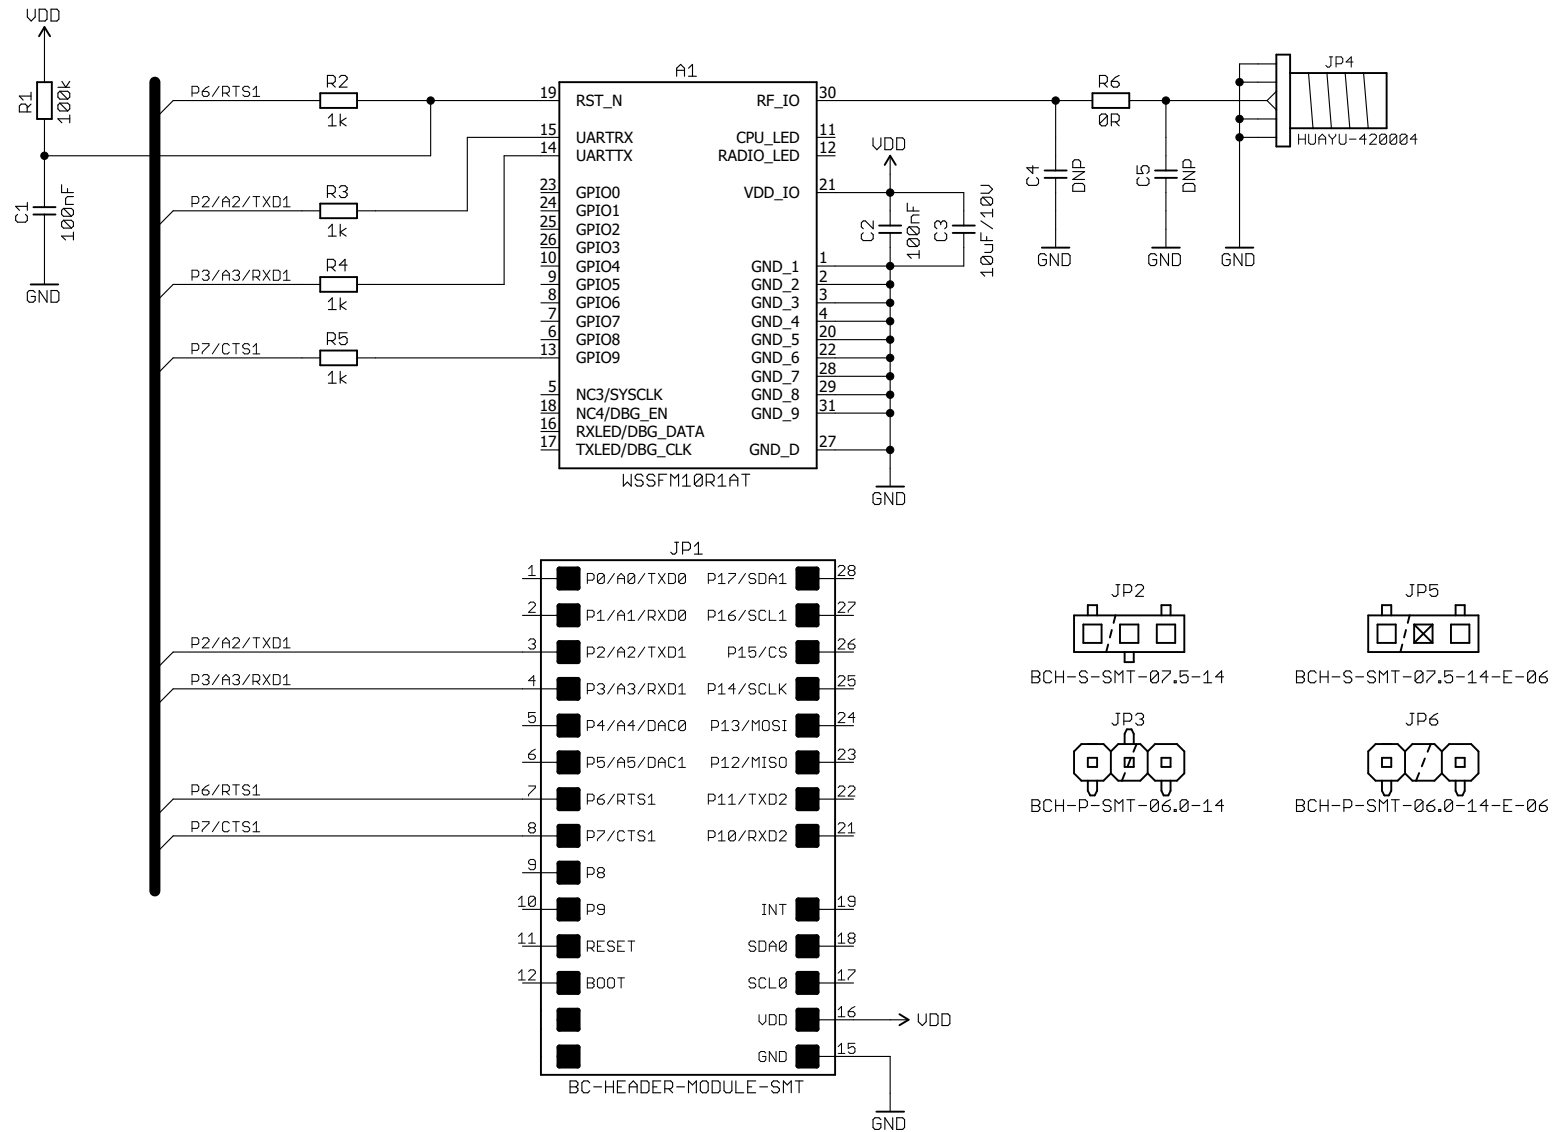 VDD
R1
100k
C1
100nF
GND
P6/RTS1
R2
1k
P2/A2/TXD1
R3
1k
P3/A3/RXD1
R4
1k
P7/CTS1
R5
1k
A1
19 RST_N
15 UARTRX
14 UARTTX
23 GPIO0
24 GPIO1
25 GPIO2
26 GPIO3
10 GPIO4
9 GPIO5
8 GPIO6
7 GPIO7
6 GPIO8
13 GPIO9
5 NC3/SYSCLK
18 NC4/DBG_EN
16 RXLED/DBG_DATA
17 TXLED/DBG_CLK
RF_IO 30
CPU_LED 11
RADIO_LED 12
VDD_IO 21
GND_1 1
GND_2 2
GND_3 3
GND_4 4
GND_5 20
GND_6 22
GND_7 28
GND_8 29
GND_9 31
GND_D 27
WSSFM10R1AT
VDD
C2
100nF
C3
10uF/10V
GND
C4
DNP
GND
R6
0R
C5
DNP
GND
GND
JP4
HUAYU-420004
JP1
1 P0/A0/TXD0 P17/SDA1 28
2 P1/A1/RXD0 P16/SCL1 27
P2/A2/TXD1 3 P2/A2/TXD1 P15/CS 26
P3/A3/RXD1 4 P3/A3/RXD1 P14/SCLK 25
5 P4/A4/DAC0 P13/MOSI 24
6 P5/A5/DAC1 P12/MISO 23
P6/RTS1 7 P6/RTS1 P11/TXD2 22
P7/CTS1 8 P7/CTS1 P10/RXD2 21
9 P8
10 P9 INT 19
11 RESET SDA0 18
12 BOOT SCL0 17
VDD 16 VDD
GND 15
BC-HEADER-MODULE-SMT
GND
JP2
BCH-S-SMT-07.5-14
JP5
BCH-S-SMT-07.5-14-E-06
JP3
BCH-P-SMT-06.0-14
JP6
BCH-P-SMT-06.0-14-E-06